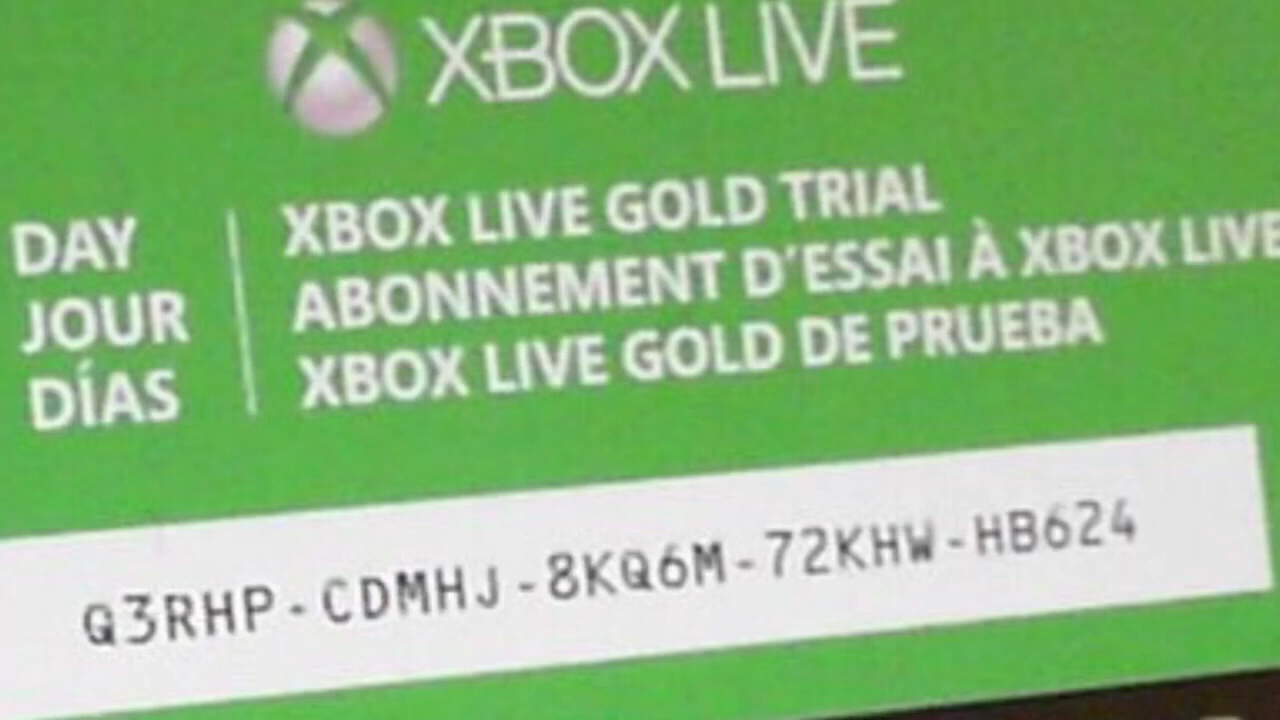 XBOX LIVE
DAY
JOUR
DÍAS
XBOX LIVE GOLD TRIAL
ABONNEMENT D'ESSAI À XBOX LIVE
XBOX LIVE GOLD DE PRUEBA
Q3RHP-CDMHJ-8KQ6M-72KHW-HB624